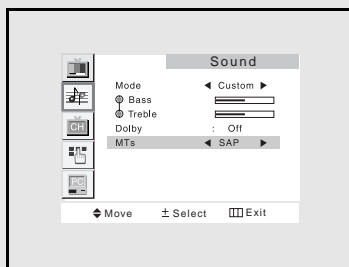 Sound
Mode ◀ Custom ▶
Bass
Treble
Dolby : Off
MTs ◀ SAP ▶
CH
PC
Move ± Select Exit